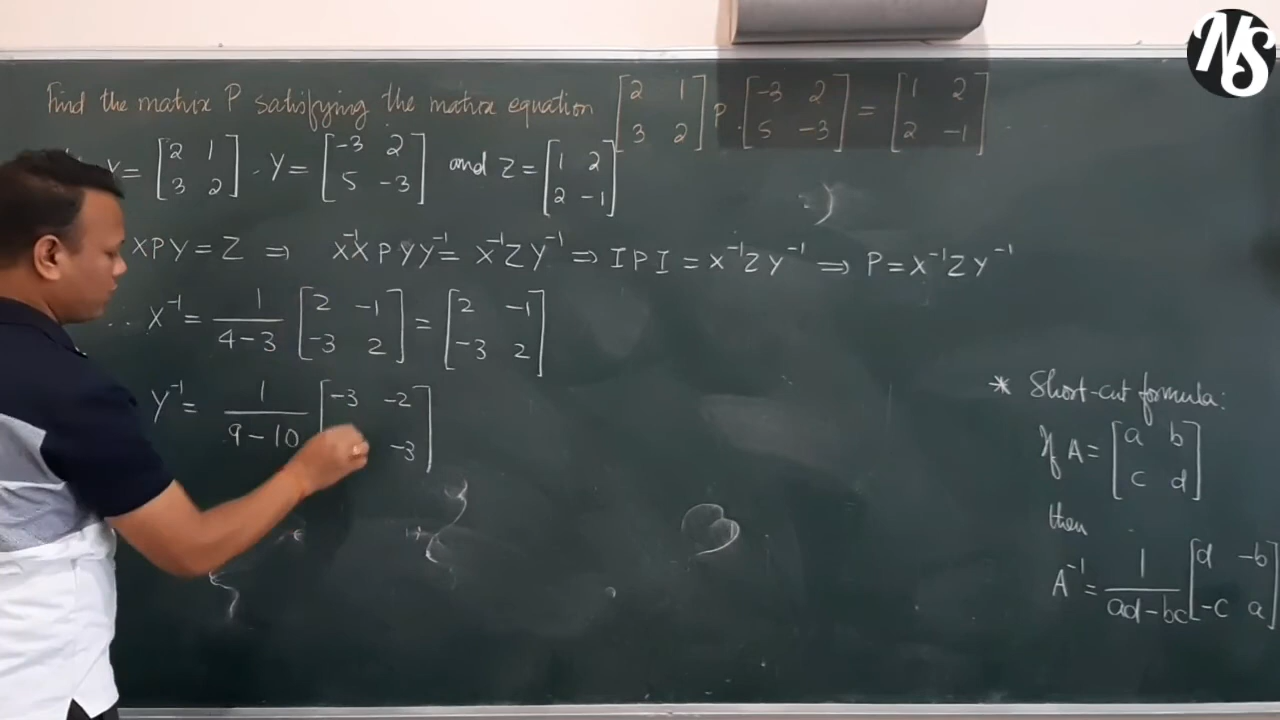 NS
Find the matrix P satisfying the matrix equation [2 1 / 3 2] P . [-3 2 / 5 -3] = [1 2 / 2 -1]
X = [2 1 / 3 2] . Y = [-3 2 / 5 -3] and Z = [1 2 / 2 -1]
XPY = Z ⇒ X⁻¹XPYY⁻¹ = X⁻¹ZY⁻¹ ⇒ IPI = X⁻¹ZY⁻¹ ⇒ P = X⁻¹ZY⁻¹
X⁻¹ = 1/(4-3) [2 -1 / -3 2] = [2 -1 / -3 2]
Y⁻¹ = 1/(9-10) [-3 -2 / -3]
* Short-cut formula:
If A = [a b / c d]
then
A⁻¹ = 1/(ad-bc) [d -b / -c a]